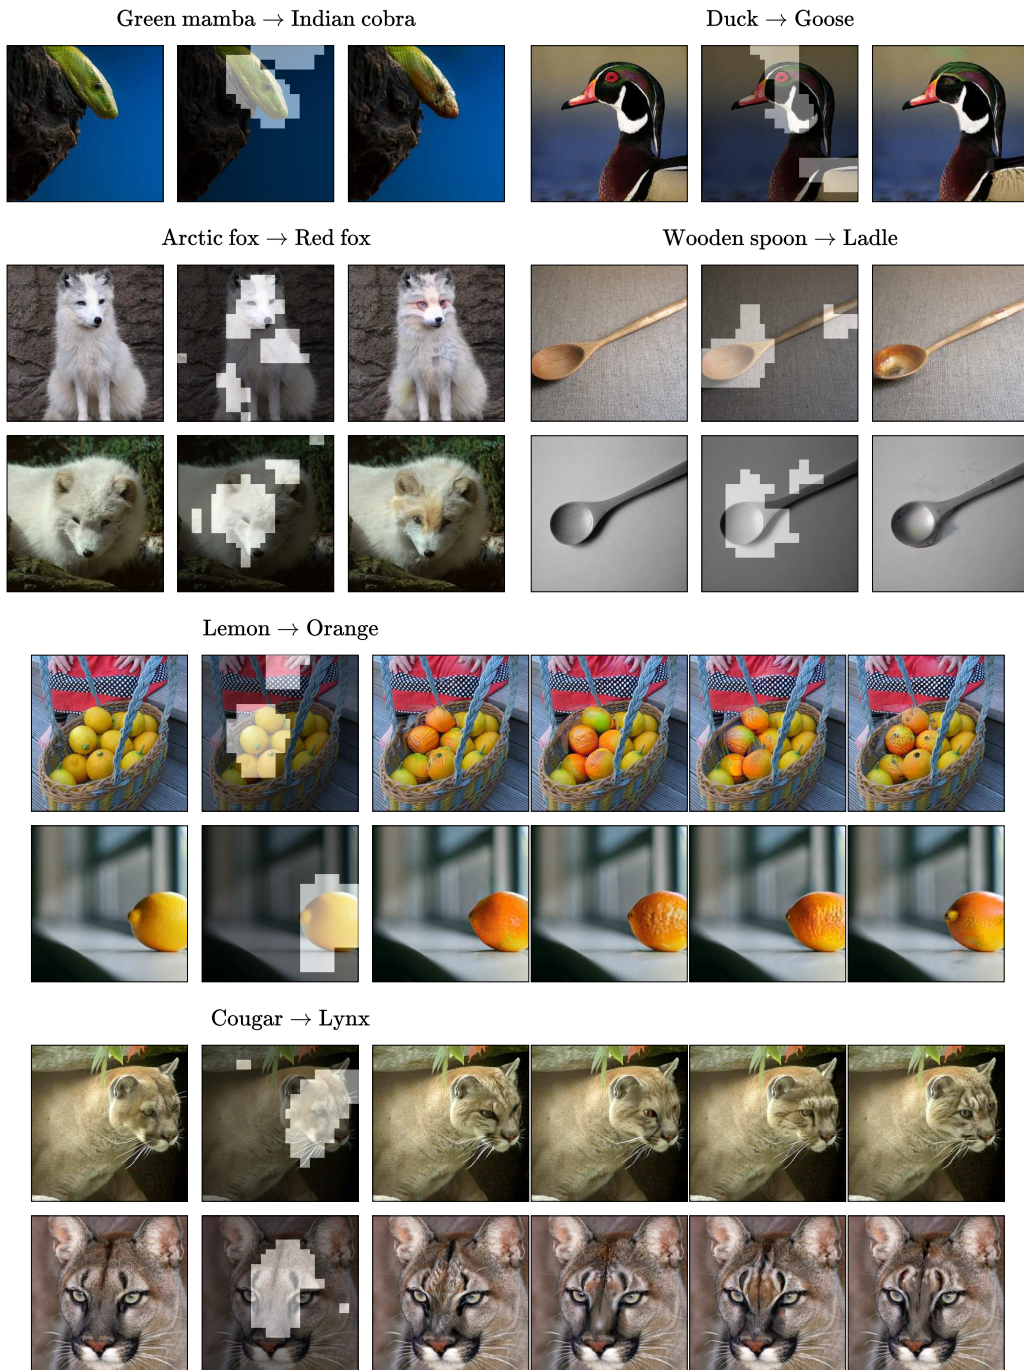 Green mamba → Indian cobra
Duck → Goose
Arctic fox → Red fox
Wooden spoon → Ladle
Lemon → Orange
Cougar → Lynx